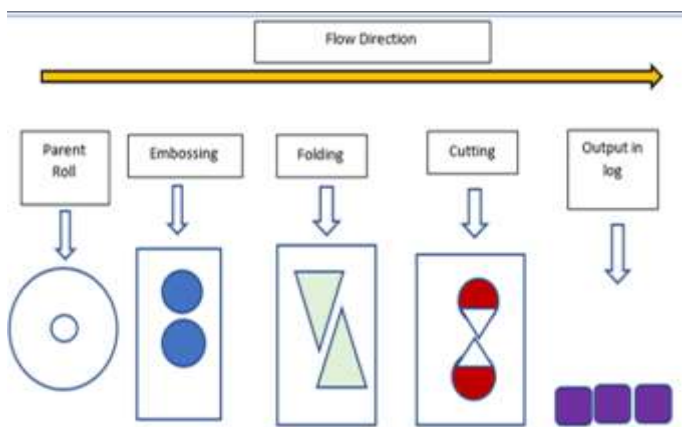 Flow Direction
Parent
Roll
Embossing
Folding
Cutting
Output in
log